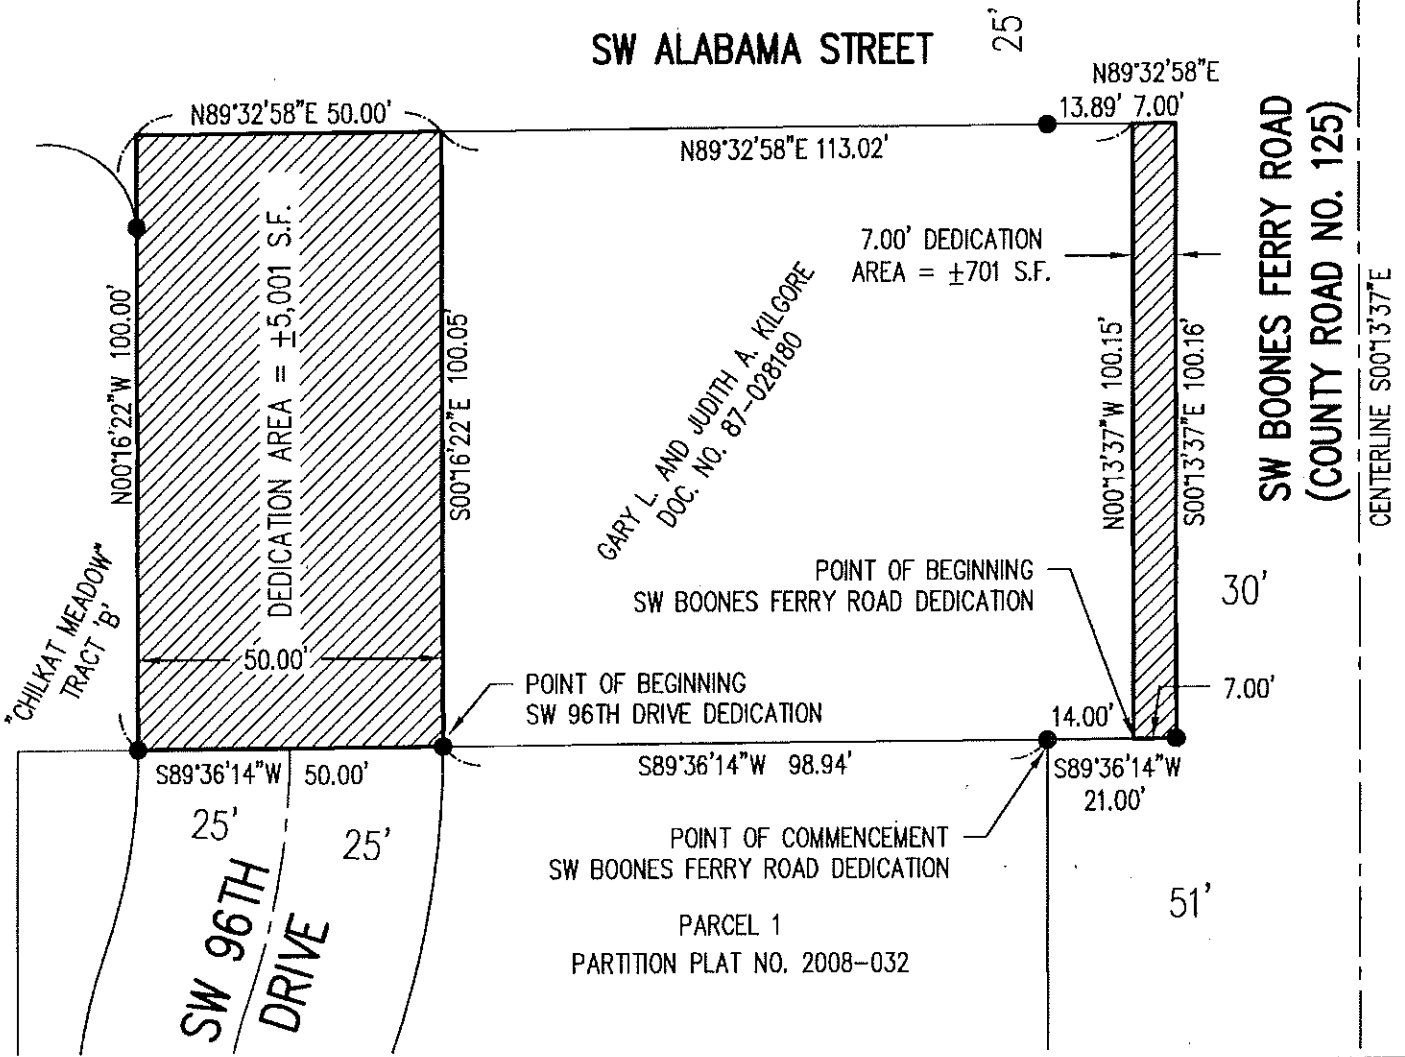 SW ALABAMA STREET
25'
N89°32'58"E
13.89' 7.00'
N89°32'58"E 50.00'
N89°32'58"E 113.02'
SW BOONES FERRY ROAD
(COUNTY ROAD NO. 125)
CENTERLINE S00°13'37"E
7.00' DEDICATION
AREA = ±701 S.F.
DEDICATION AREA = ±5,001 S.F.
N00°16'22"W 100.00'
S00°16'22"E 100.05'
GARY L. AND JUDITH A. KILGORE
DOC. NO. 87-028180
N00°13'37"W 100.15'
S00°13'37"E 100.16'
"CHILKAT MEADOW"
TRACT 'B'
POINT OF BEGINNING
SW BOONES FERRY ROAD DEDICATION
30'
50.00'
POINT OF BEGINNING
SW 96TH DRIVE DEDICATION
7.00'
14.00'
S89°36'14"W 50.00'
S89°36'14"W 98.94'
S89°36'14"W
21.00'
25'
25'
POINT OF COMMENCEMENT
SW BOONES FERRY ROAD DEDICATION
51'
SW 96TH
DRIVE
PARCEL 1
PARTITION PLAT NO. 2008-032